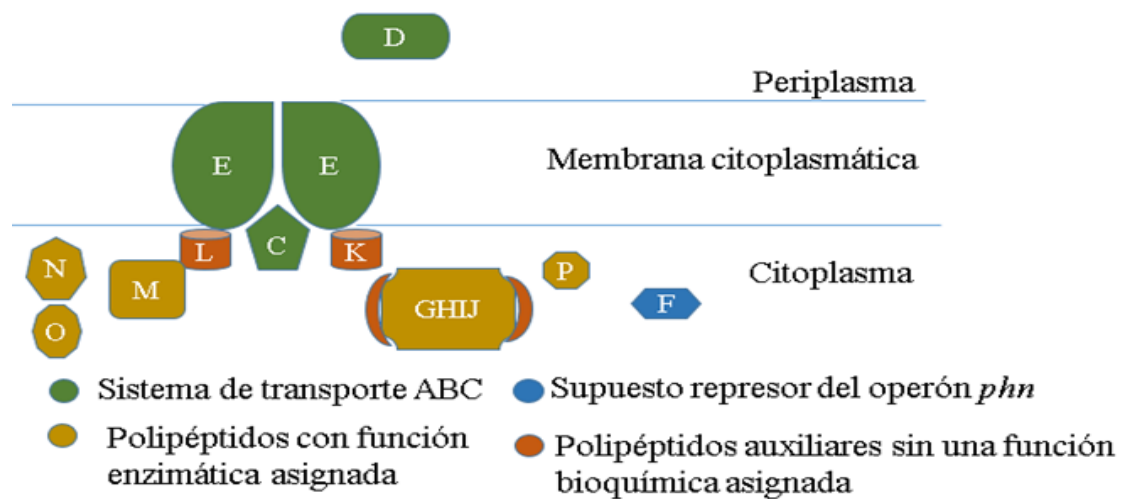 D
Periplasma
E E
Membrana citoplasmática
L C K
N M P
Citoplasma
GHIJ F
O
Sistema de transporte ABC
Supuesto represor del operón phn
Polipéptidos con función
enzimática asignada
Polipéptidos auxiliares sin una función
bioquímica asignada